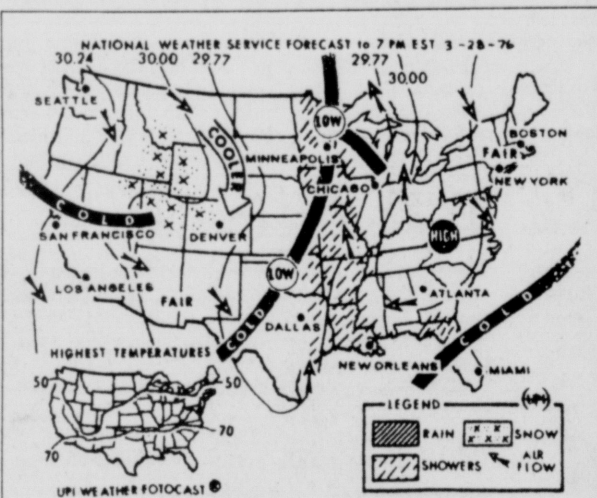 NATIONAL WEATHER SERVICE FORECAST to 7 PM EST 3-28-76
30.24 30.00 29.77 29.77
30.00
SEATTLE
LOW
COOLER
MINNEAPOLIS
BOSTON
FAIR
NEW YORK
CHICAGO
COLD
SAN FRANCISCO
DENVER
HIGH
LOW
LOS ANGELES
FAIR
ATLANTA
COLD
DALLAS
COLD
HIGHEST TEMPERATURES
NEW ORLEANS
MIAMI
50 50
70
70
LEGEND UPI
RAIN SNOW
SHOWERS AIR FLOW
UPI WEATHER FOTOCAST ®